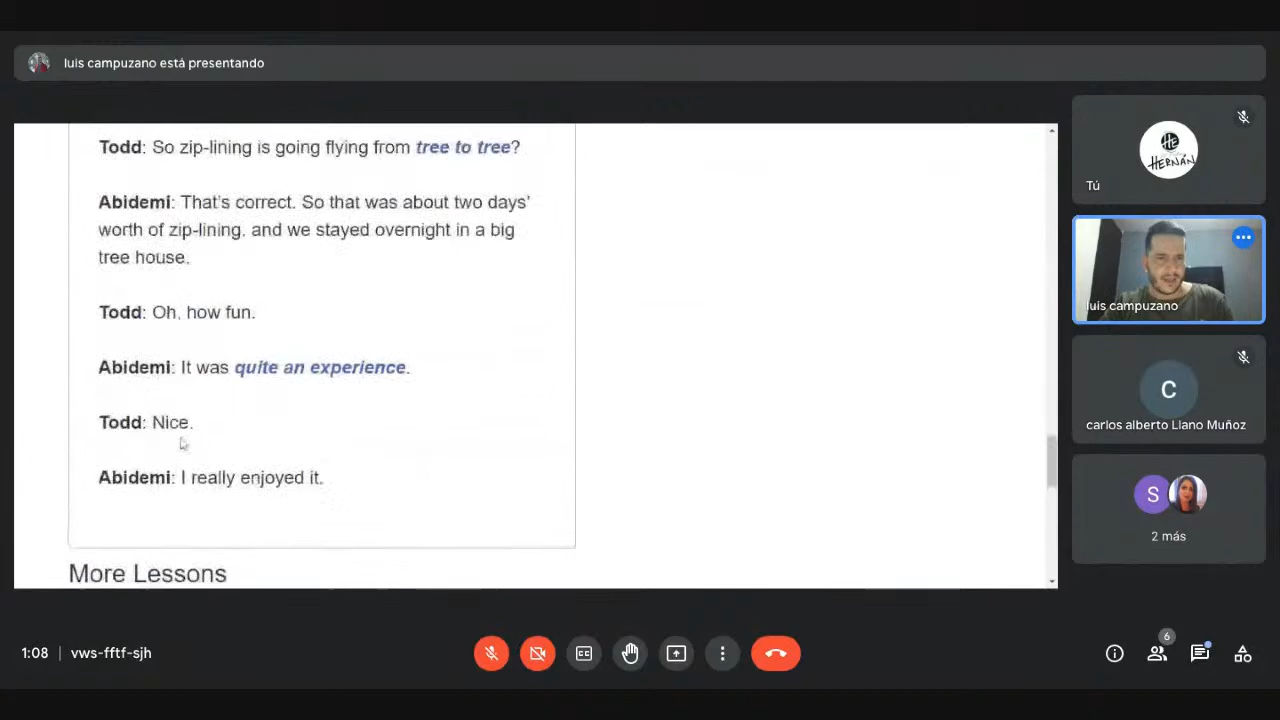 luis campuzano está presentando
Todd: So zip-lining is going flying from tree to tree?
Abidemi: That's correct. So that was about two days'
worth of zip-lining, and we stayed overnight in a big
tree house.
Todd: Oh, how fun.
Abidemi: It was quite an experience.
Todd: Nice.
Abidemi: I really enjoyed it.
More Lessons
HE
HERNÁN
Tú
luis campuzano
C
carlos alberto Llano Muñoz
S
2 más
1:08 | vws-fftf-sjh
CC
6